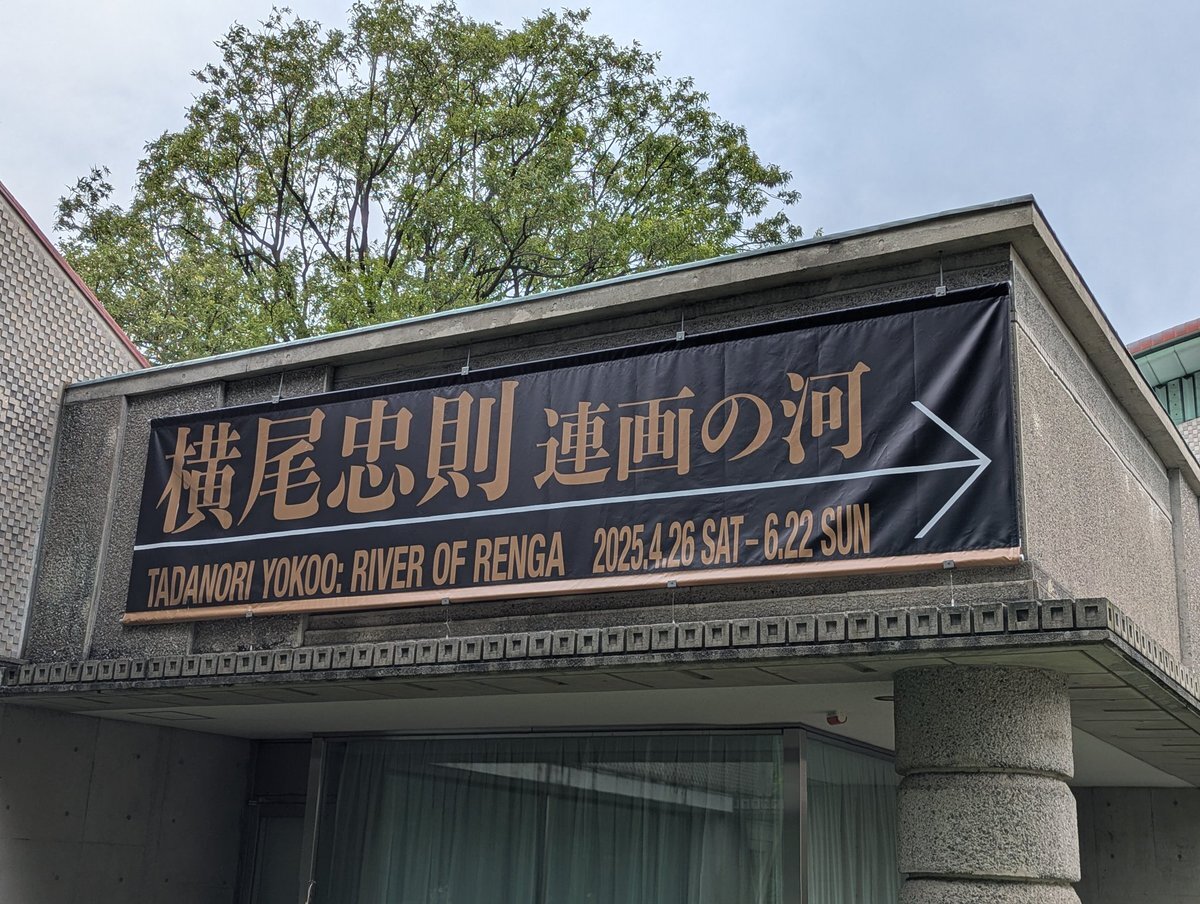 横尾忠則 連画の河
TADANORI YOKOO: RIVER OF RENGA 2025.4.26 SAT – 6.22 SUN